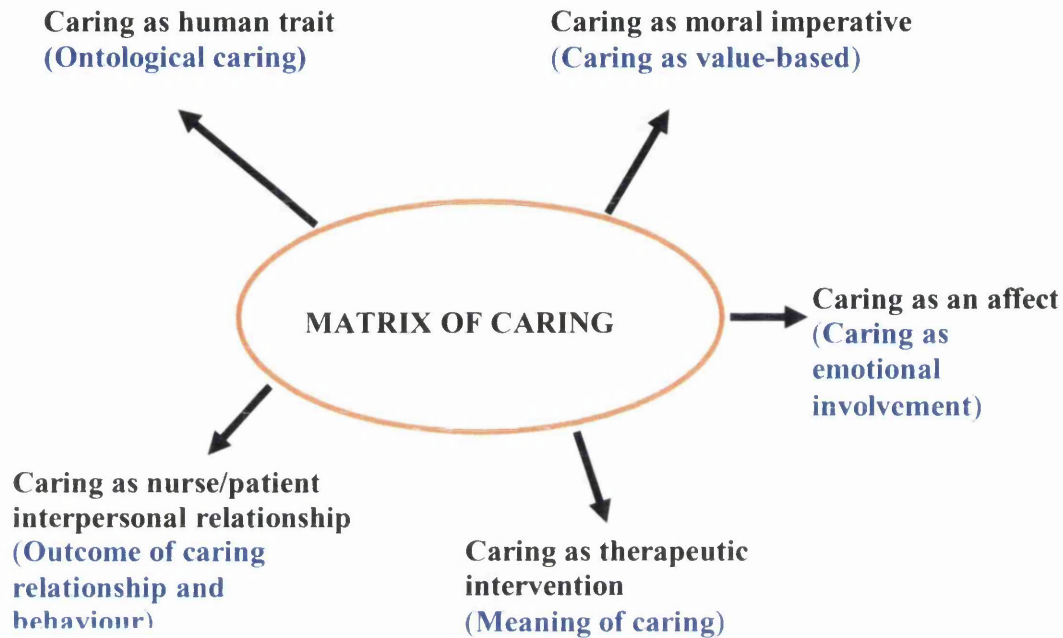 Caring as human trait
(Ontological caring)
Caring as moral imperative
(Caring as value-based)
MATRIX OF CARING
Caring as an affect
(Caring as
emotional
involvement)
Caring as nurse/patient
interpersonal relationship
(Outcome of caring
relationship and
behaviour)
Caring as therapeutic
intervention
(Meaning of caring)